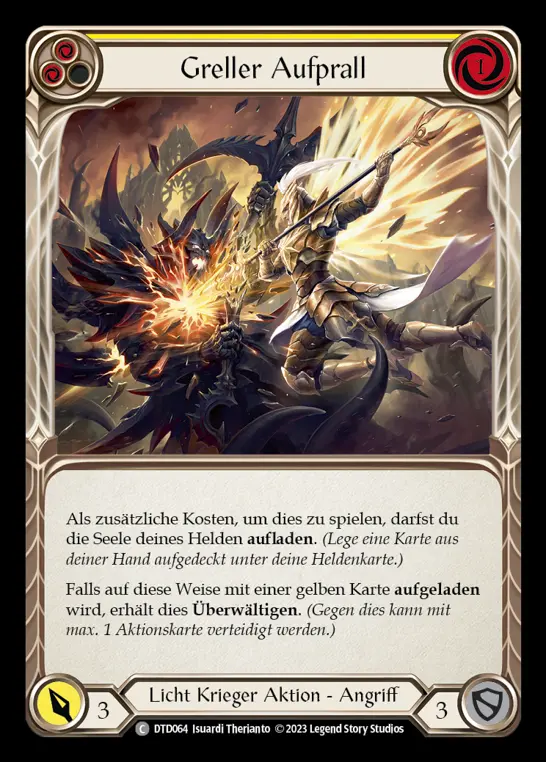 Greller Aufprall
I
Als zusätzliche Kosten, um dies zu spielen, darfst du
die Seele deines Helden aufladen. (Lege eine Karte aus
deiner Hand aufgedeckt unter deine Heldenkarte.)
Falls auf diese Weise mit einer gelben Karte aufgeladen
wird, erhält dies Überwältigen. (Gegen dies kann mit
max. 1 Aktionskarte verteidigt werden.)
3
Licht Krieger Aktion - Angriff
3
C DTD064 Isuardi Therianto © 2023 Legend Story Studios